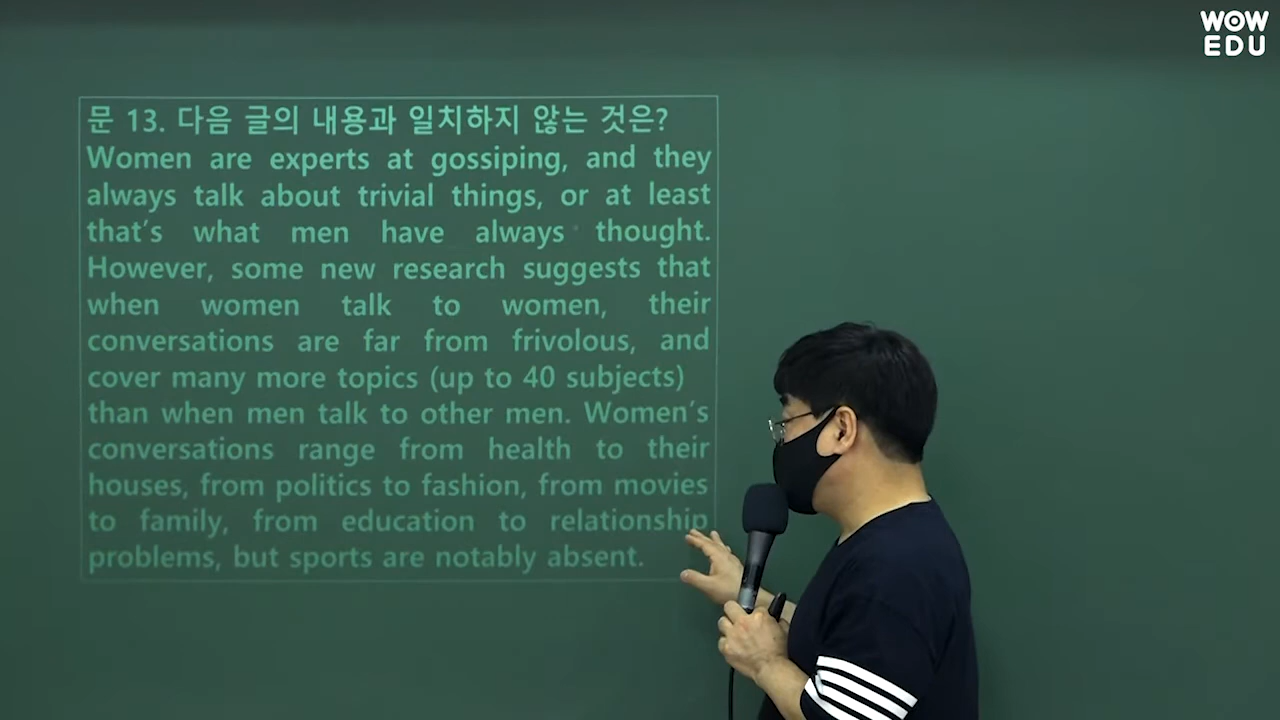 WOW
EDU
문 13. 다음 글의 내용과 일치하지 않는 것은?
Women are experts at gossiping, and they
always talk about trivial things, or at least
that's what men have always thought.
However, some new research suggests that
when women talk to women, their
conversations are far from frivolous, and
cover many more topics (up to 40 subjects)
than when men talk to other men. Women's
conversations range from health to their
houses, from politics to fashion, from movies
to family, from education to relationship
problems, but sports are notably absent.